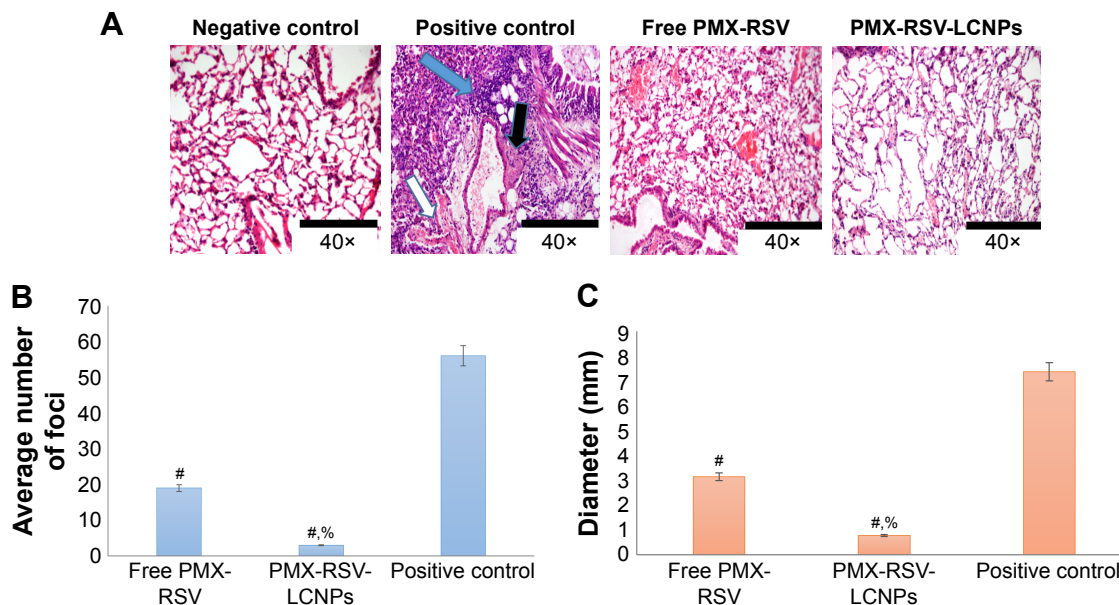 A
Negative control
Positive control
Free PMX-RSV
PMX-RSV-LCNPs
40×
40×
40×
40×
B
Average number
of foci
70
60
50
40
30
20
10
0
#
#,%
Free PMX-
RSV
PMX-RSV-
LCNPs
Positive control
C
Diameter (mm)
9
8
7
6
5
4
3
2
1
0
#
#,%
Free PMX-
RSV
PMX-RSV-
LCNPs
Positive control